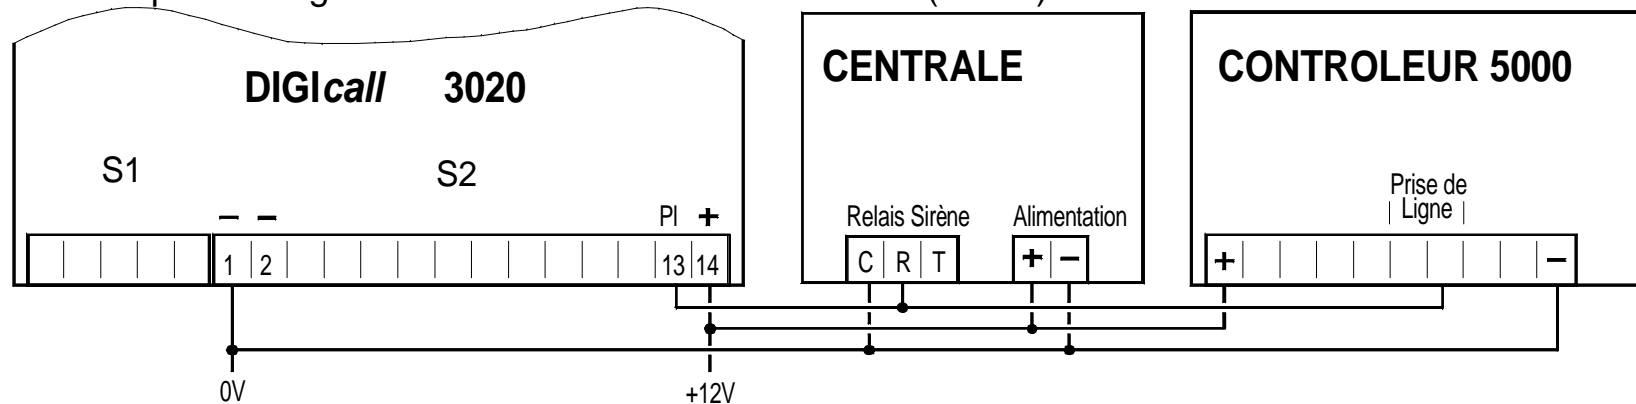 DIGIcall 3020
S1
S2
− −
PI +
1 2
13 14
0V
+12V
CENTRALE
Relais Sirène
Alimentation
C R T
+ −
CONTROLEUR 5000
Prise de
Ligne
+ −